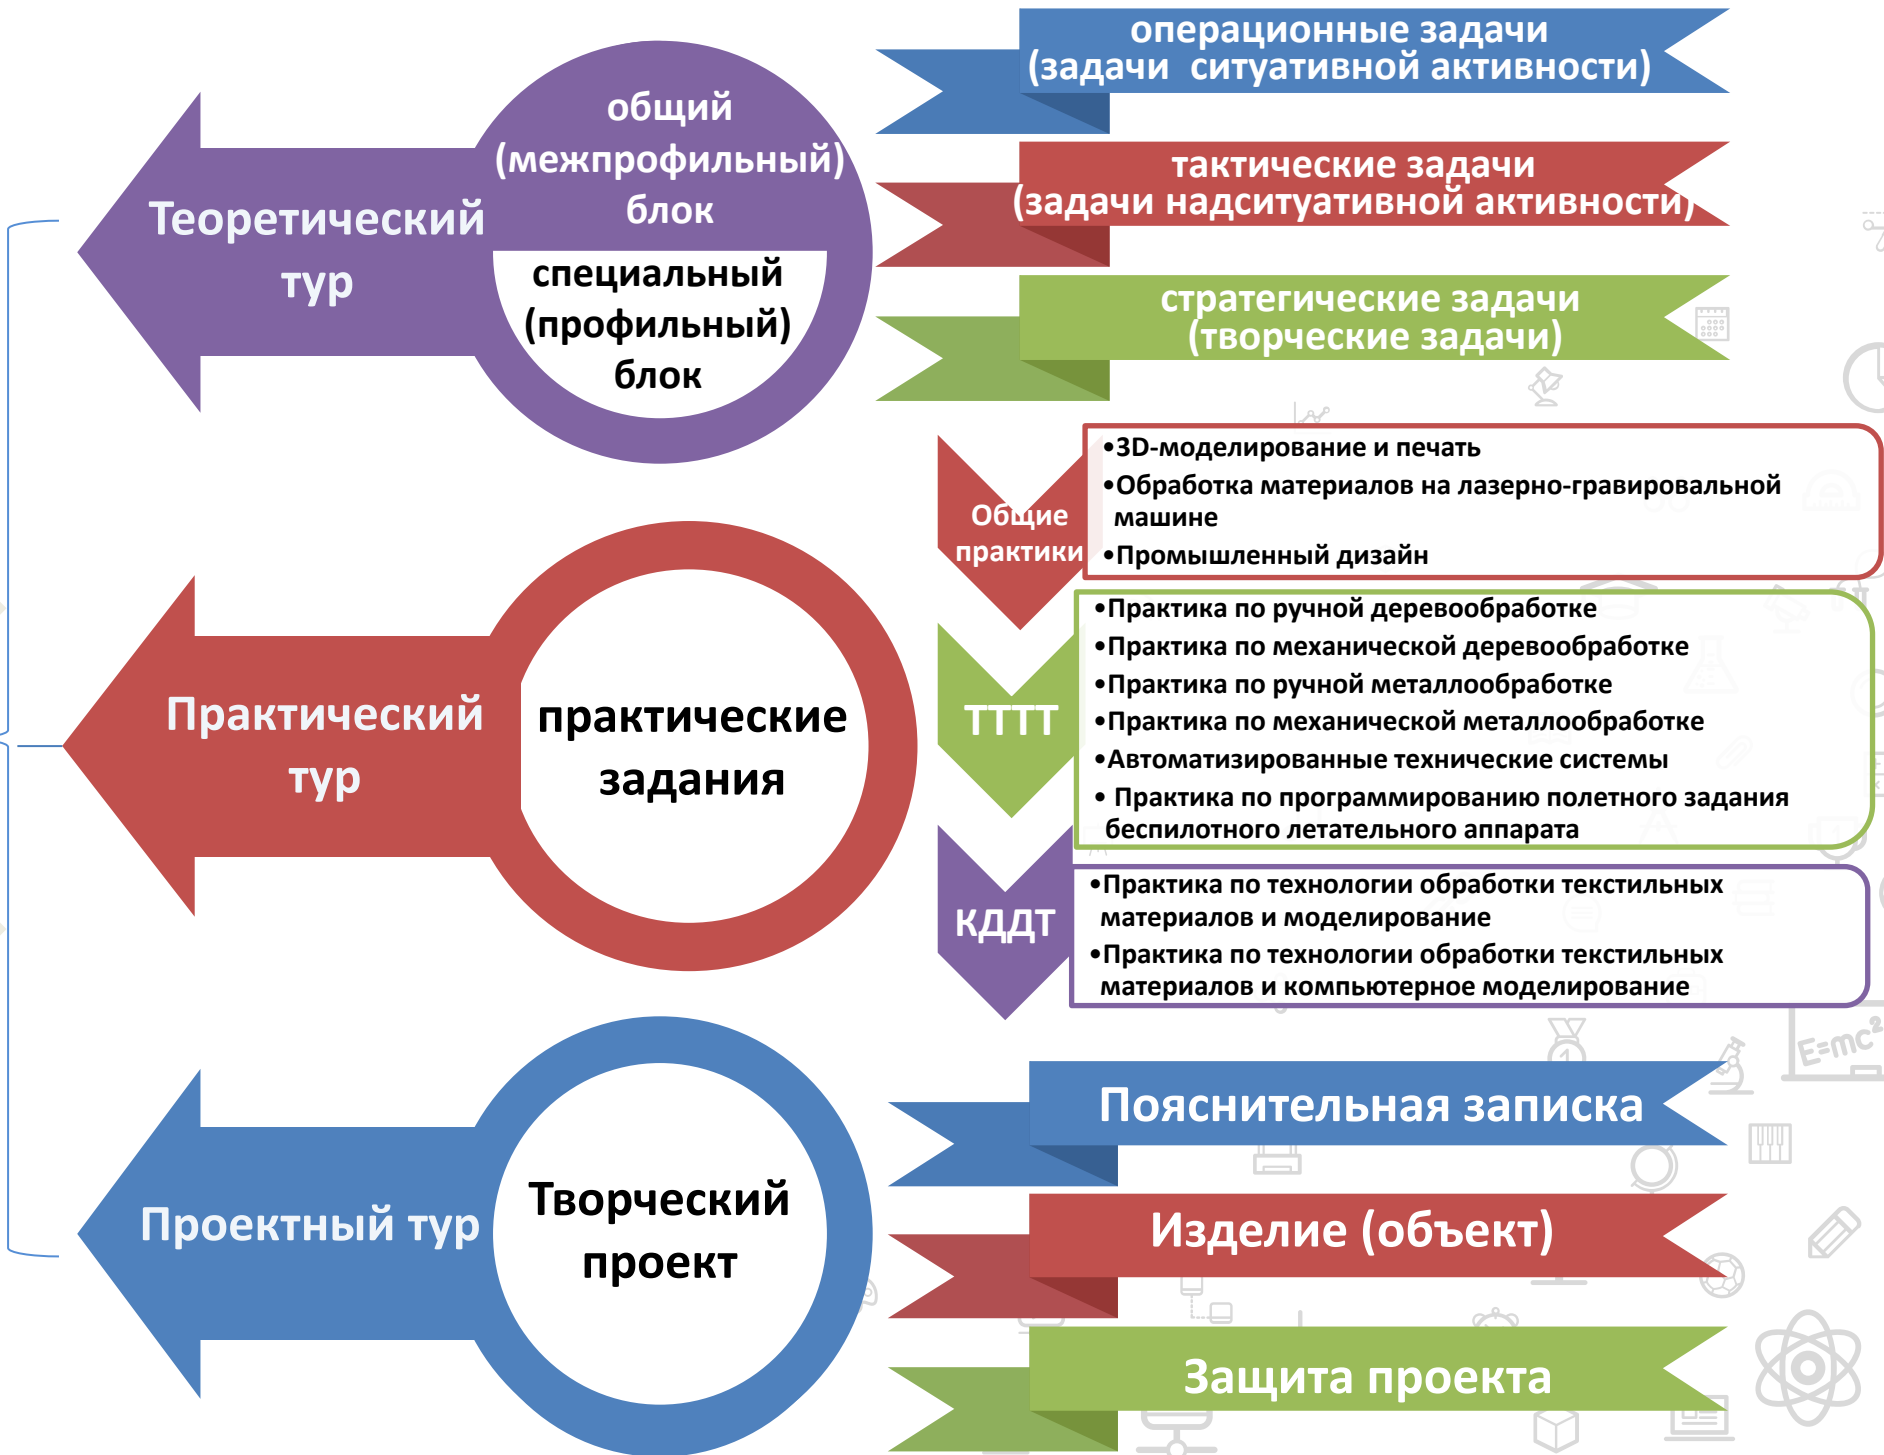 Теоретический
тур
общий
(межпрофильный)
блок
специальный
(профильный)
блок
операционные задачи
(задачи ситуативной активности)
тактические задачи
(задачи надситуативной активности)
стратегические задачи
(творческие задачи)
Практический
тур
практические
задания
Общие
практики
•3D-моделирование и печать
•Обработка материалов на лазерно-гравировальной
машине
•Промышленный дизайн
ТТТТ
•Практика по ручной деревообработке
•Практика по механической деревообработке
•Практика по ручной металлообработке
•Практика по механической металлообработке
•Автоматизированные технические системы
• Практика по программированию полетного задания
беспилотного летательного аппарата
КДДТ
•Практика по технологии обработки текстильных
материалов и моделирование
•Практика по технологии обработки текстильных
материалов и компьютерное моделирование
E=mc²
Проектный тур
Творческий
проект
Пояснительная записка
Изделие (объект)
Защита проекта